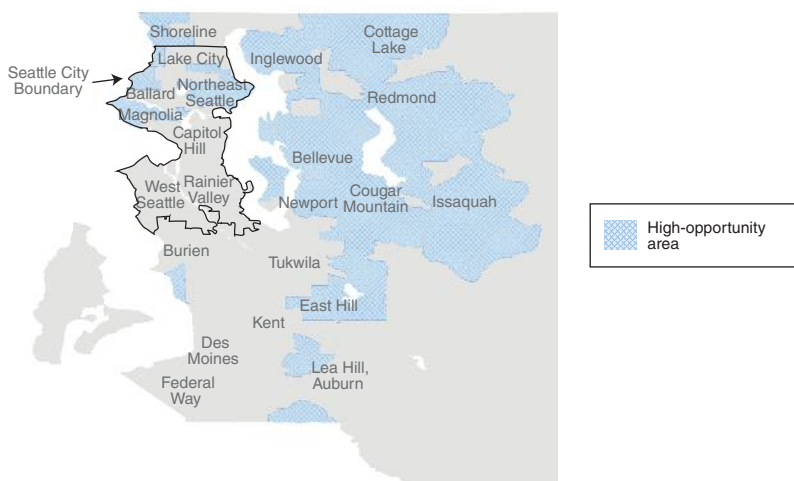 Shoreline
Cottage
Lake
Lake City
Inglewood
Seattle City
Boundary
Northeast
Seattle
Ballard
Redmond
Magnolia
Capitol
Hill
Bellevue
West
Seattle
Rainier
Valley
Newport
Cougar
Mountain
Issaquah
High-opportunity
area
Burien
Tukwila
East Hill
Kent
Des
Moines
Lea Hill,
Auburn
Federal
Way